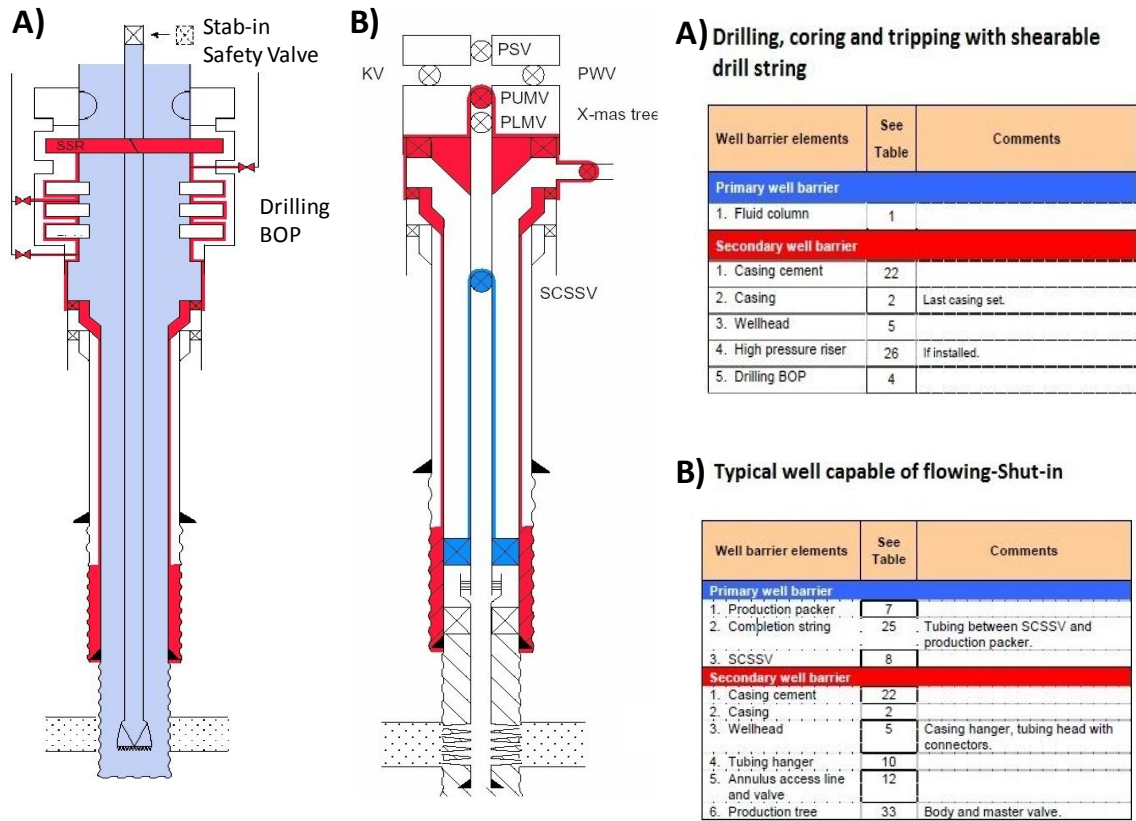 A)
Stab-in
Safety Valve
SSR
Drilling
BOP
B)
PSV
KV
PWV
PUMV
X-mas tree
PLMV
SCSSV
A) Drilling, coring and tripping with shearable
drill string
Well barrier elements See Table Comments
Primary well barrier
1. Fluid column 1
Secondary well barrier
1. Casing cement 22
2. Casing 2 Last casing set.
3. Wellhead 5
4. High pressure riser 26 If installed.
5. Drilling BOP 4
B) Typical well capable of flowing-Shut-in
Well barrier elements See Table Comments
Primary well barrier
1. Production packer 7
2. Completion string 25 Tubing between SCSSV and
production packer.
3. SCSSV 8
Secondary well barrier
1. Casing cement 22
2. Casing 2
3. Wellhead 5 Casing hanger, tubing head with
connectors.
4. Tubing hanger 10
5. Annulus access line 12
and valve
6. Production tree 33 Body and master valve.